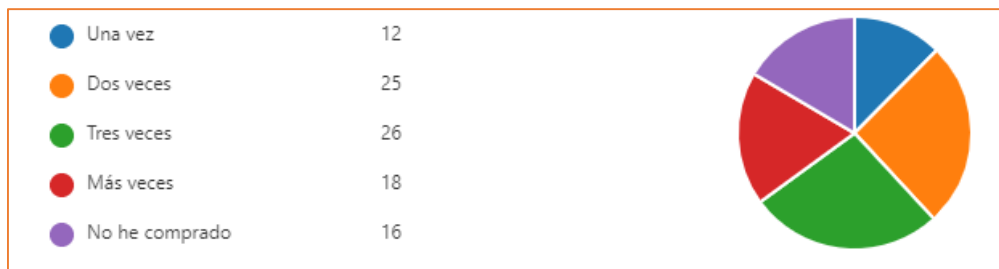 Una vez 12
Dos veces 25
Tres veces 26
Más veces 18
No he comprado 16